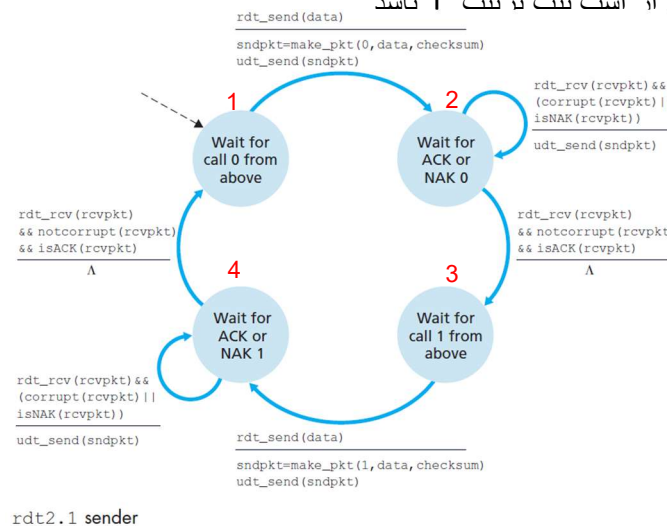 rdt_send(data)
sndpkt=make_pkt(0,data,checksum)
udt_send(sndpkt)
1
2
Wait for
call 0 from
above
Wait for
ACK or
NAK 0
rdt_rcv(rcvpkt)&&
(corrupt(rcvpkt)||
isNAK(rcvpkt))
udt_send(sndpkt)
rdt_rcv(rcvpkt)
&& notcorrupt(rcvpkt)
&& isACK(rcvpkt)
Λ
rdt_rcv(rcvpkt)
&& notcorrupt(rcvpkt
&& isACK(rcvpkt)
Λ
4
3
Wait for
ACK or
NAK 1
Wait for
call 1 from
above
rdt_rcv(rcvpkt)&&
(corrupt(rcvpkt)||
isNAK(rcvpkt))
udt_send(sndpkt)
rdt_send(data)
sndpkt=make_pkt(1,data,checksum)
udt_send(sndpkt)
rdt2.1 sender